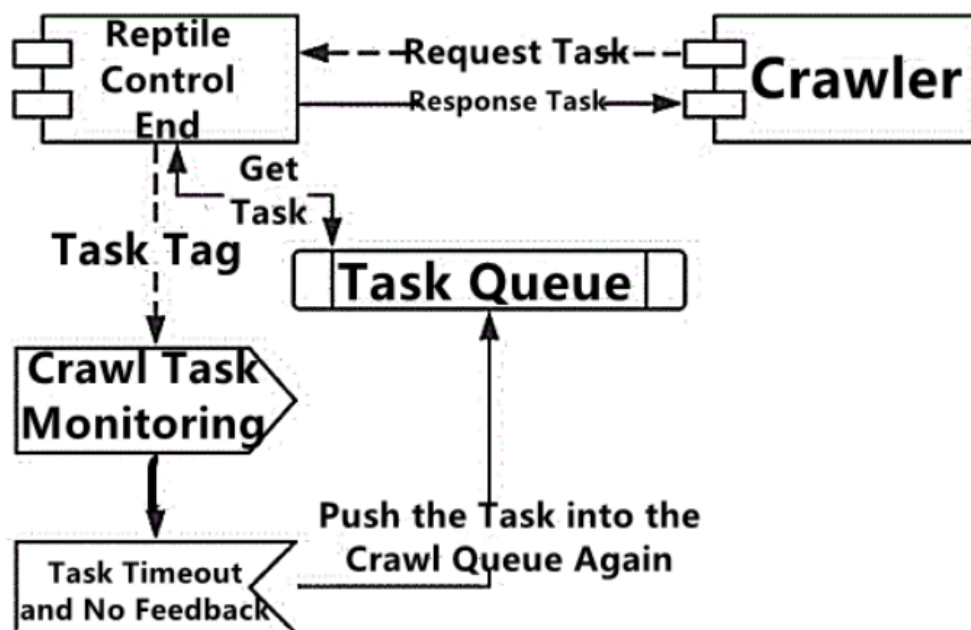 Reptile
Control
End
Request Task
Response Task
Crawler
Get
Task
Task Tag
Task Queue
Crawl Task
Monitoring
Push the Task into the
Crawl Queue Again
Task Timeout
and No Feedback